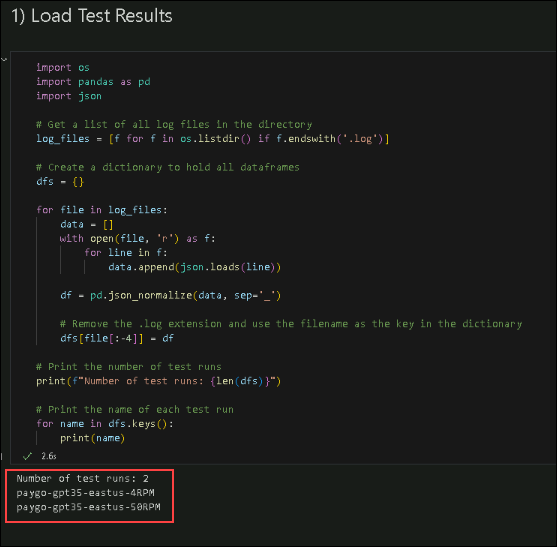 1) Load Test Results
import os
import pandas as pd
import json
# Get a list of all log files in the directory
log_files = [f for f in os.listdir() if f.endswith('.log')]
# Create a dictionary to hold all dataframes
dfs = {}
for file in log_files:
    data = []
    with open(file, 'r') as f:
        for line in f:
            data.append(json.loads(line))
    df = pd.json_normalize(data, sep='_')
    # Remove the .log extension and use the filename as the key in the dictionary
    dfs[file[:-4]] = df
# Print the number of test runs
print(f"Number of test runs: {len(dfs)}")
# Print the name of each test run
for name in dfs.keys():
    print(name)
2.6s
Number of test runs: 2
paygo-gpt35-eastus-4RPM
paygo-gpt35-eastus-50RPM